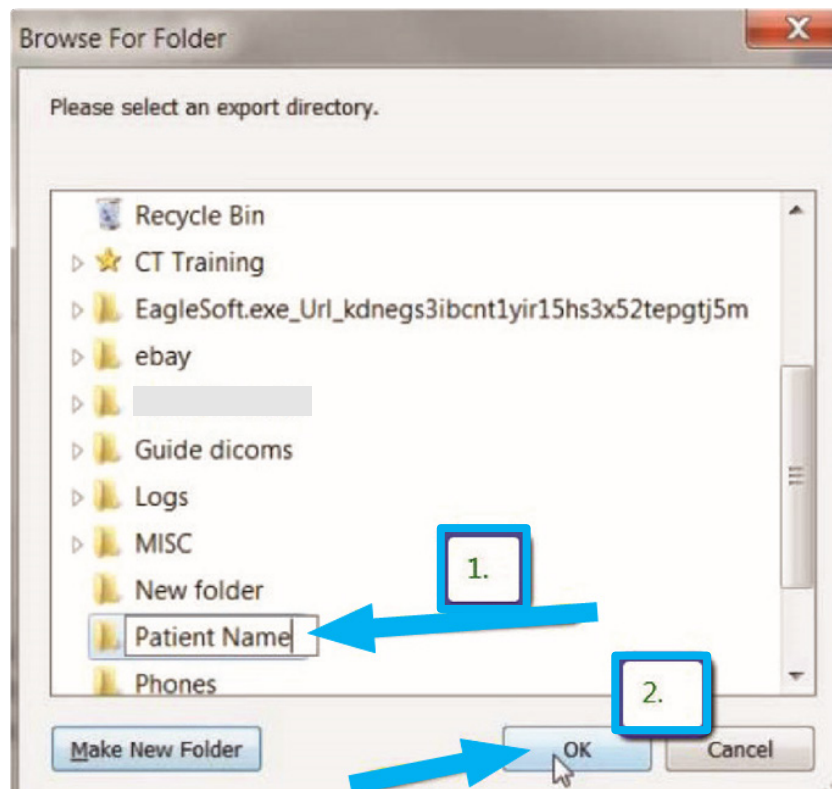 Browse For Folder
Please select an export directory.
Recycle Bin
CT Training
EagleSoft.exe_Url_kdnegs3ibcnt1yir15hs3x52tepgtj5m
ebay
Guide dicoms
Logs
MISC
1.
New folder
Patient Name
Phones
2.
Make New Folder
OK
Cancel